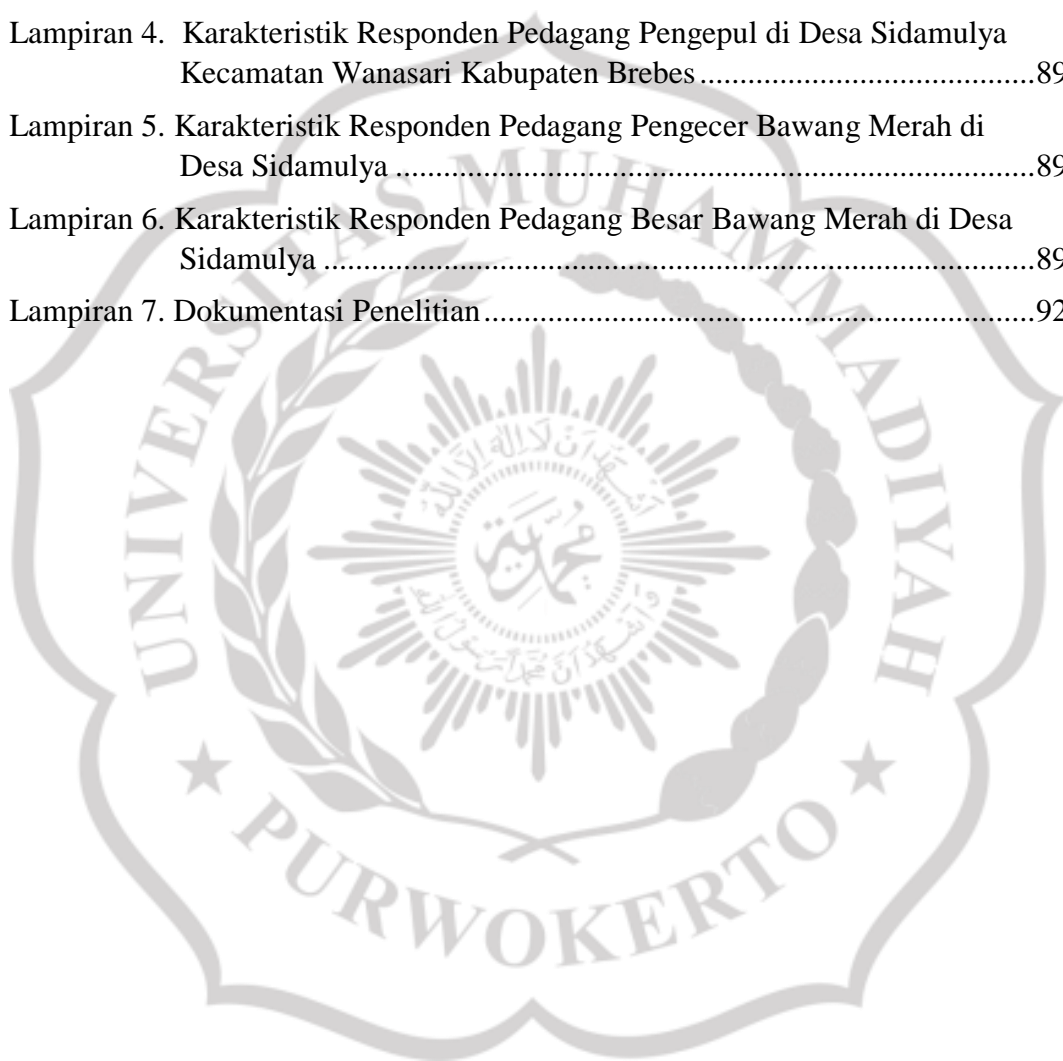 Lampiran 4.  Karakteristik Responden Pedagang Pengepul di Desa Sidamulya
Kecamatan Wanasari Kabupaten Brebes....................................89
Lampiran 5. Karakteristik Responden Pedagang Pengecer Bawang Merah di
Desa Sidamulya....................................89
Lampiran 6. Karakteristik Responden Pedagang Besar Bawang Merah di Desa
Sidamulya....................................89
Lampiran 7. Dokumentasi Penelitian....................................92
UNIVERSITAS MUHAMMADIYAH
PURWOKERTO